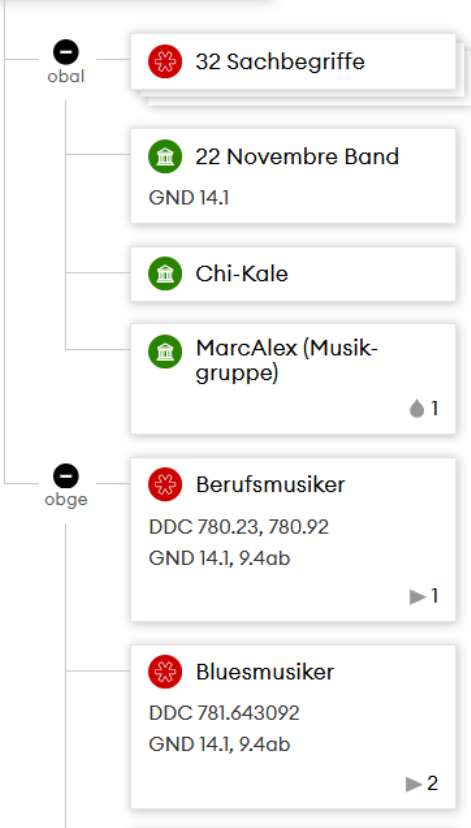 obal
32 Sachbegriffe
22 Novembre Band
GND 14.1
Chi-Kale
MarcAlex (Musik-
gruppe)
1
obge
Berufsmusiker
DDC 780.23, 780.92
GND 14.1, 9.4ab
1
Bluesmusiker
DDC 781.643092
GND 14.1, 9.4ab
2